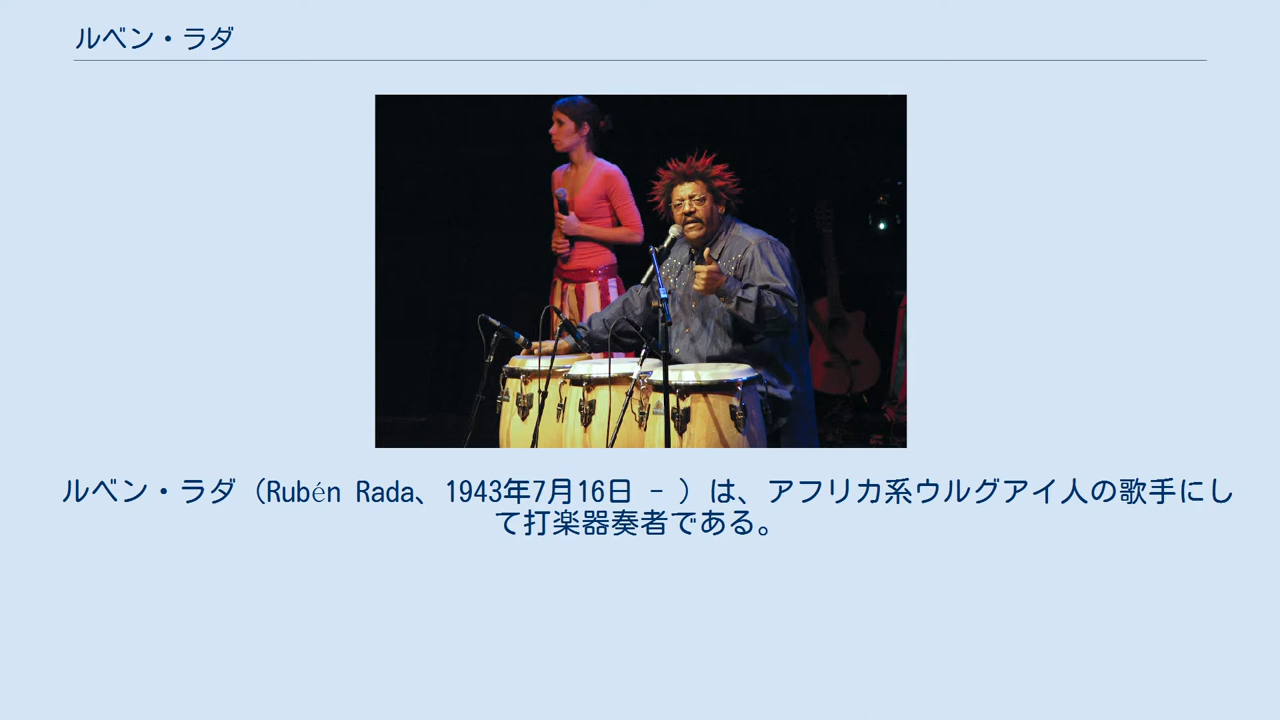 ルベン・ラダ
ルベン・ラダ（Rubén Rada、1943年7月16日 - ）は、アフリカ系ウルグアイ人の歌手にし
て打楽器奏者である。